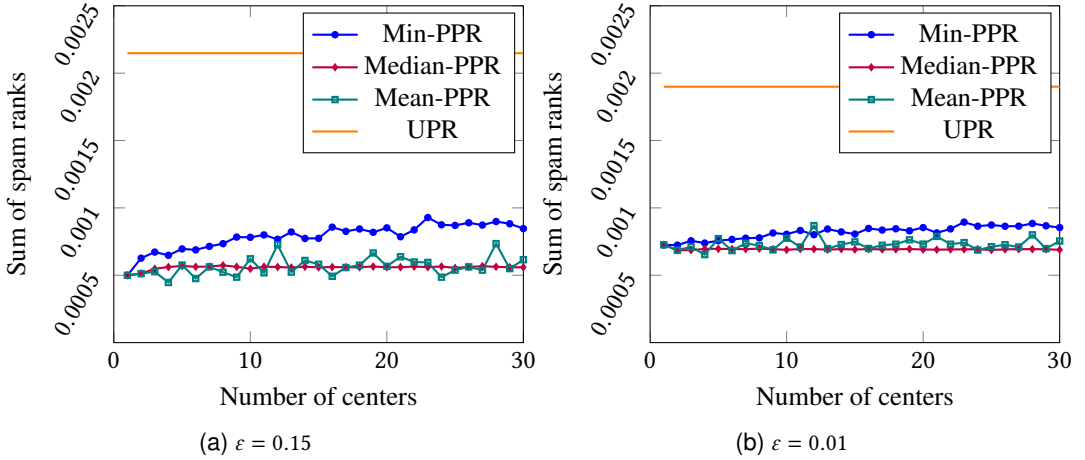 0.0025
0.002
0.0015
0.001
0.0005
Sum of spam ranks
Min-PPR
Median-PPR
Mean-PPR
UPR
0 10 20 30
Number of centers
(a) ε = 0.15
0.0025
0.002
0.0015
0.001
0.0005
Sum of spam ranks
Min-PPR
Median-PPR
Mean-PPR
UPR
0 10 20 30
Number of centers
(b) ε = 0.01